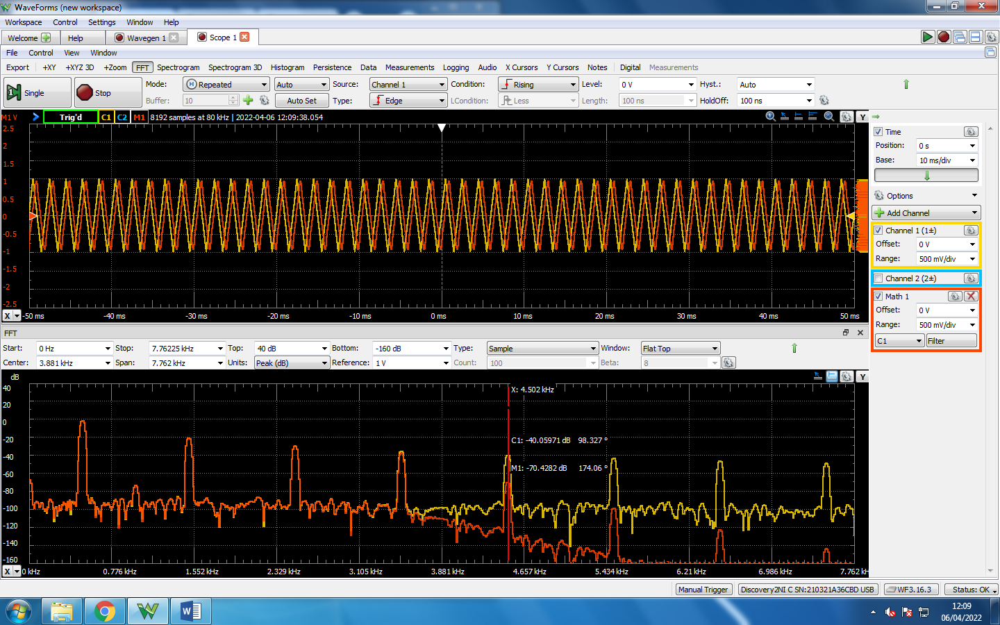 WaveForms (new workspace)
Workspace Control Settings Window Help
Welcome Help Wavegen 1 Scope 1
File Control View Window
Export +XY +XYZ 3D +Zoom FFT Spectrogram Spectrogram 3D Histogram Persistence Data Measurements Logging Audio X Cursors Y Cursors Notes Digital Measurements
Single Stop Mode: Repeated Auto Source: Channel 1 Condition: Rising Level: 0 V Hyst.: Auto
Buffer: 10 Auto Set Type: Edge LCondition: Less Length: 100 ns HoldOff: 100 ns
M1 V Trig'd C1 C2 M1 8192 samples at 80 kHz | 2022-04-06 12:09:38.054 Y
2.5
2
1.5
1
0.5
0
-0.5
-1
-1.5
-2
-2.5
X -50 ms -40 ms -30 ms -20 ms -10 ms 0 ms 10 ms 20 ms 30 ms 40 ms 50 ms
Time
Position: 0 s
Base: 10 ms/div
Options
Add Channel
Channel 1 (1±)
Offset: 0 V
Range: 500 mV/div
Channel 2 (2±)
Math 1
Offset: 0 V
Range: 500 mV/div
C1 Filter
FFT
Start: 0 Hz Stop: 7.76225 kHz Top: 40 dB Bottom: -160 dB Type: Sample Window: Flat Top
Center: 3.881 kHz Span: 7.762 kHz Units: Peak (dB) Reference: 1 V Count: 100 Beta: 8
dB Y
40
20
0
-20
-40
-60
-80
-100
-120
-140
-160
X: 4.502 kHz
C1: -40.05971 dB 98.327 °
M1: -70.4282 dB 174.06 °
X 0 kHz 0.776 kHz 1.552 kHz 2.329 kHz 3.105 kHz 3.881 kHz 4.657 kHz 5.434 kHz 6.21 kHz 6.986 kHz 7.762 kH
Manual Trigger Discovery2NI C SN:210321A36CBD USB WF3.16.3 Status: OK
12:09
06/04/2022